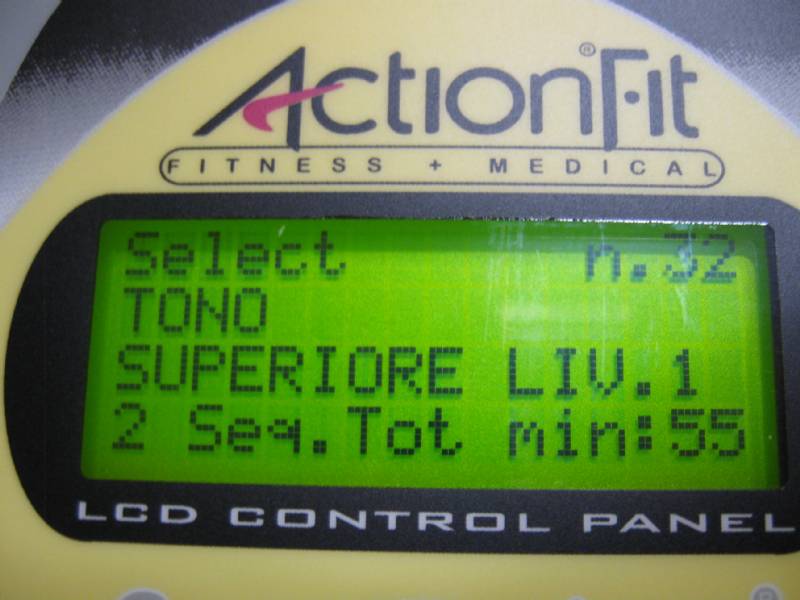 ActionFit®
FITNESS + MEDICAL
Select n.32
TONO
SUPERIORE LIV.1
2 Seq.Tot min:55
LCD CONTROL PANEL